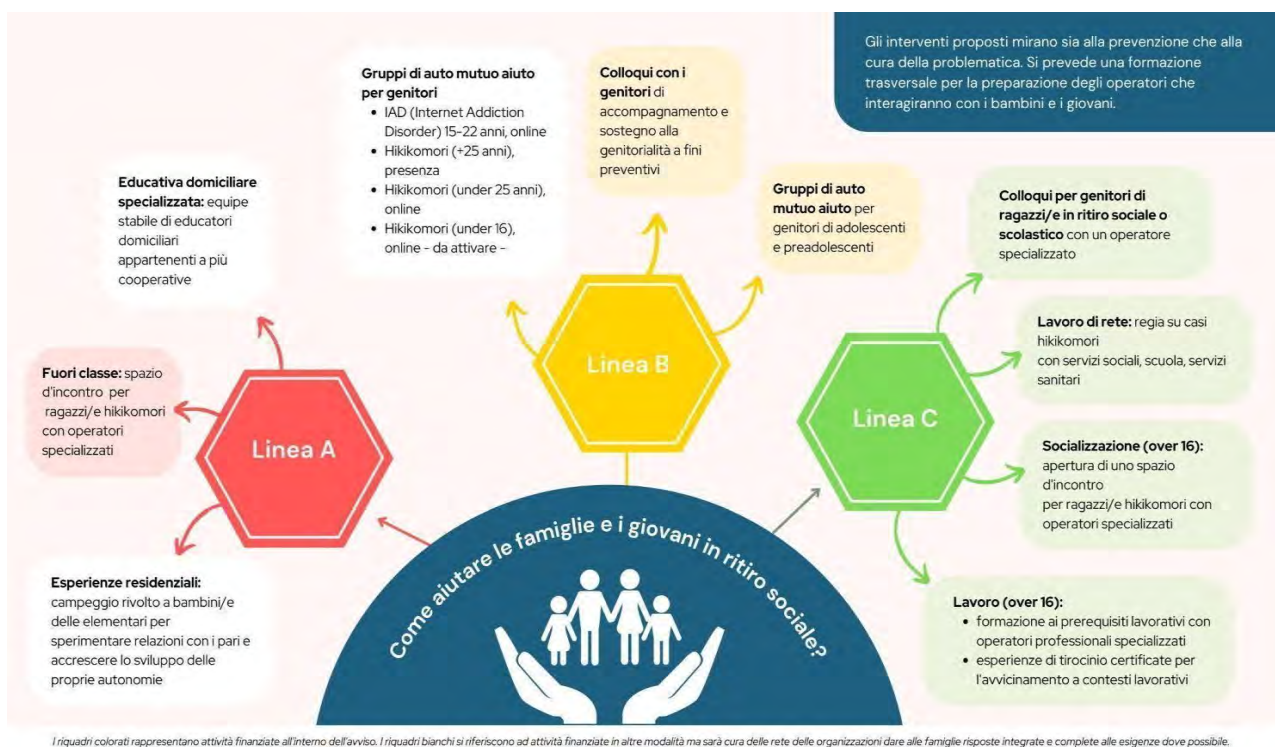 Gli interventi proposti mirano sia alla prevenzione che alla
cura della problematica. Si prevede una formazione
trasversale per la preparazione degli operatori che
interagiranno con i bambini e i giovani.
Gruppi di auto mutuo aiuto
per genitori
• IAD (Internet Addiction
Disorder) 15-22 anni, online
• Hikikomori (+25 anni),
presenza
• Hikikomori (under 25 anni),
online
• Hikikomori (under 16),
online - da attivare -
Colloqui con i
genitori di
accompagnamento e
sostegno alla
genitorialità a fini
preventivi
Gruppi di auto
mutuo aiuto per
genitori di adolescenti
e preadolescenti
Educativa domiciliare
specializzata: equipe
stabile di educatori
domiciliari
appartenenti a più
cooperative
Fuori classe: spazio
d'incontro per
ragazzi/e hikikomori
con operatori
specializzati
Esperienze residenziali:
campeggio rivolto a bambini/e
delle elementari per
sperimentare relazioni con i pari e
accrescere lo sviluppo delle
proprie autonomie
Linea A
Linea B
Linea C
Colloqui per genitori di
ragazzi/e in ritiro sociale o
scolastico con un operatore
specializzato
Lavoro di rete: regia su casi
hikikomori
con servizi sociali, scuola, servizi
sanitari
Socializzazione (over 16):
apertura di uno spazio
d'incontro
per ragazzi/e hikikomori con
operatori specializzati
Lavoro (over 16):
• formazione ai prerequisiti lavorativi con
operatori professionali specializzati
• esperienze di tirocinio certificate per
l'avvicinamento a contesti lavorativi
Come aiutare le famiglie e i giovani in ritiro sociale?
I riquadri colorati rappresentano attività finanziate all'interno dell'avviso. I riquadri bianchi si riferiscono ad attività finanziate in altre modalità ma sarà cura della rete delle organizzazioni dare alle famiglie risposte integrate e complete alle esigenze dove possibile.